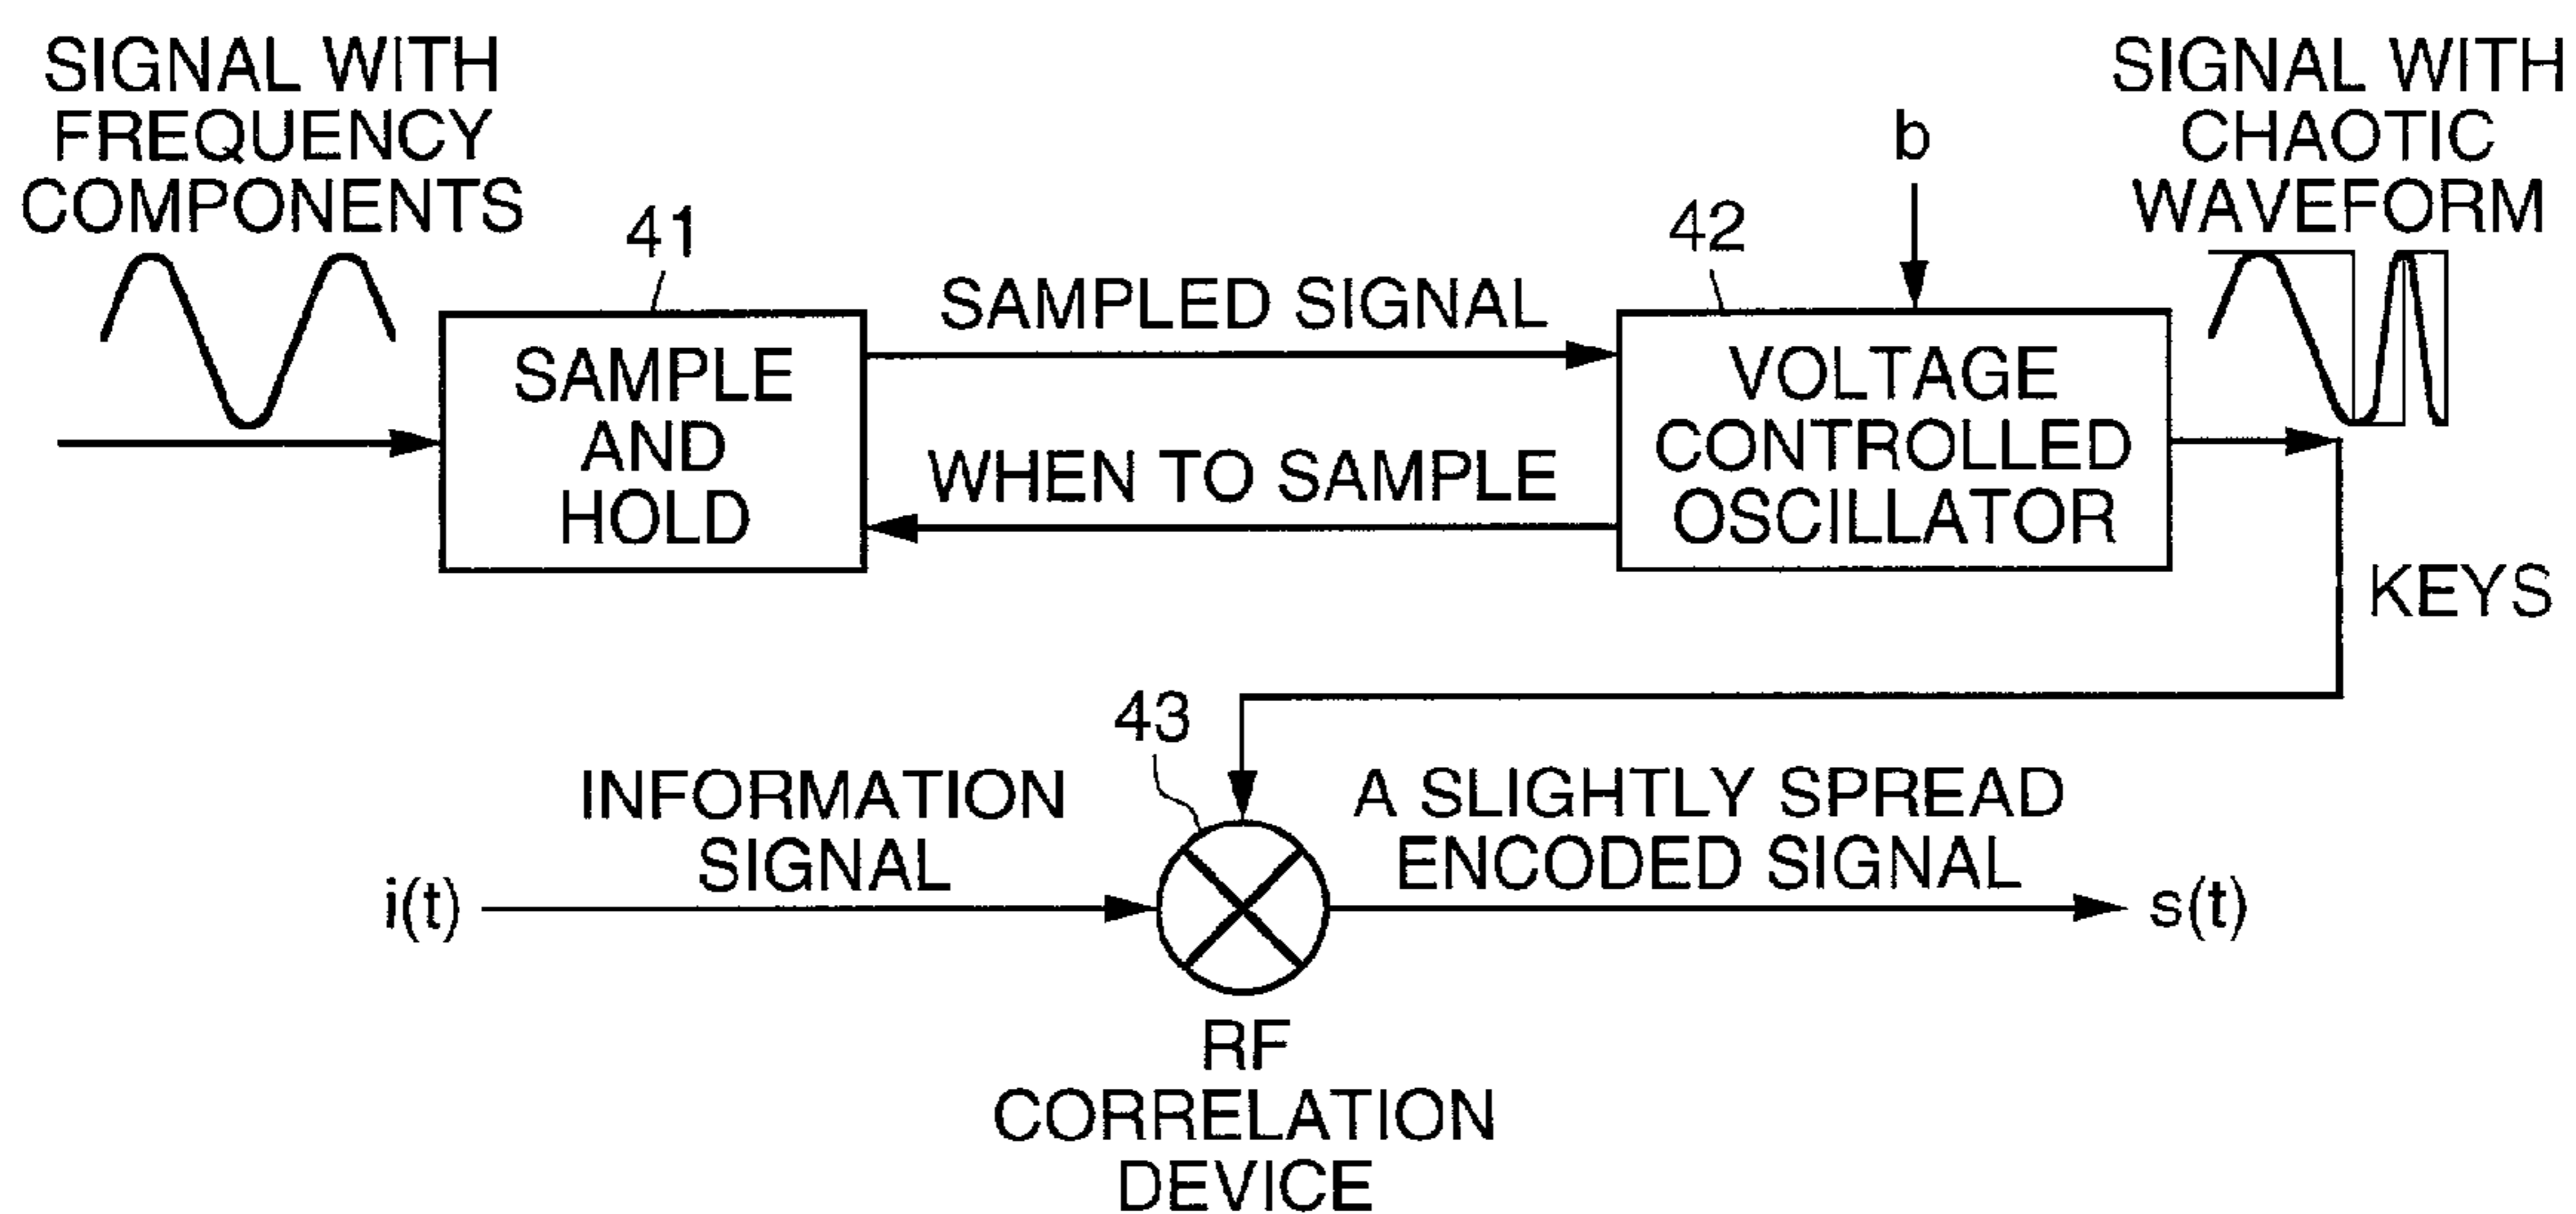 SIGNAL WITH
FREQUENCY
COMPONENTS
41
SAMPLE
AND
HOLD
SAMPLED SIGNAL
WHEN TO SAMPLE
b
42
VOLTAGE
CONTROLLED
OSCILLATOR
SIGNAL WITH
CHAOTIC
WAVEFORM
KEYS
43
INFORMATION
SIGNAL
i(t)
A SLIGHTLY SPREAD
ENCODED SIGNAL
s(t)
RF
CORRELATION
DEVICE